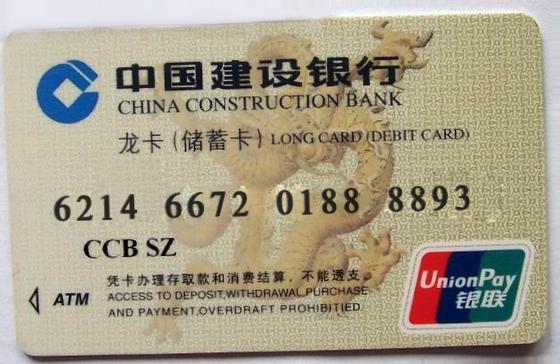 中国建设银行
CHINA CONSTRUCTION BANK
龙卡(储蓄卡) LONG CARD (DEBIT CARD)
6214 6672 0188 8893
CCB SZ
凭卡办理存取款和消费结算，不能透支。
ATM ACCESS TO DEPOSIT,WITHDRAWAL,PURCHASE
AND PAYMENT,OVERDRAFT PROHIBITIED
UnionPay
银联